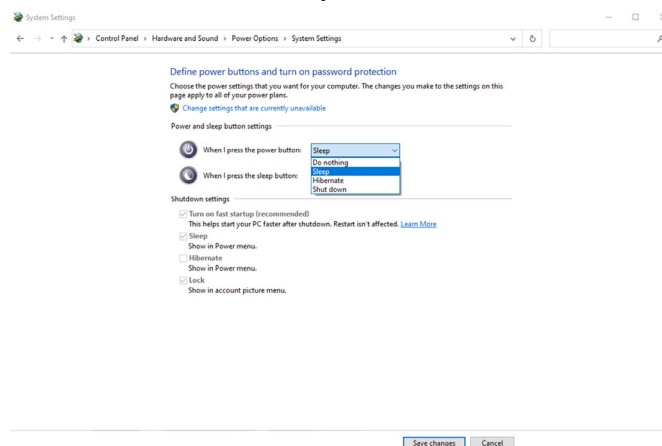 System Settings
Control Panel › Hardware and Sound › Power Options › System Settings
Define power buttons and turn on password protection
Choose the power settings that you want for your computer. The changes you make to the settings on this
page apply to all of your power plans.
Change settings that are currently unavailable
Power and sleep button settings
When I press the power button: Sleep
Do nothing
Sleep
When I press the sleep button:
Hibernate
Shut down
Shutdown settings
Turn on fast startup (recommended)
This helps start your PC faster after shutdown. Restart isn't affected. Learn More
Sleep
Show in Power menu.
Hibernate
Show in Power menu.
Lock
Show in account picture menu.
Save changes Cancel